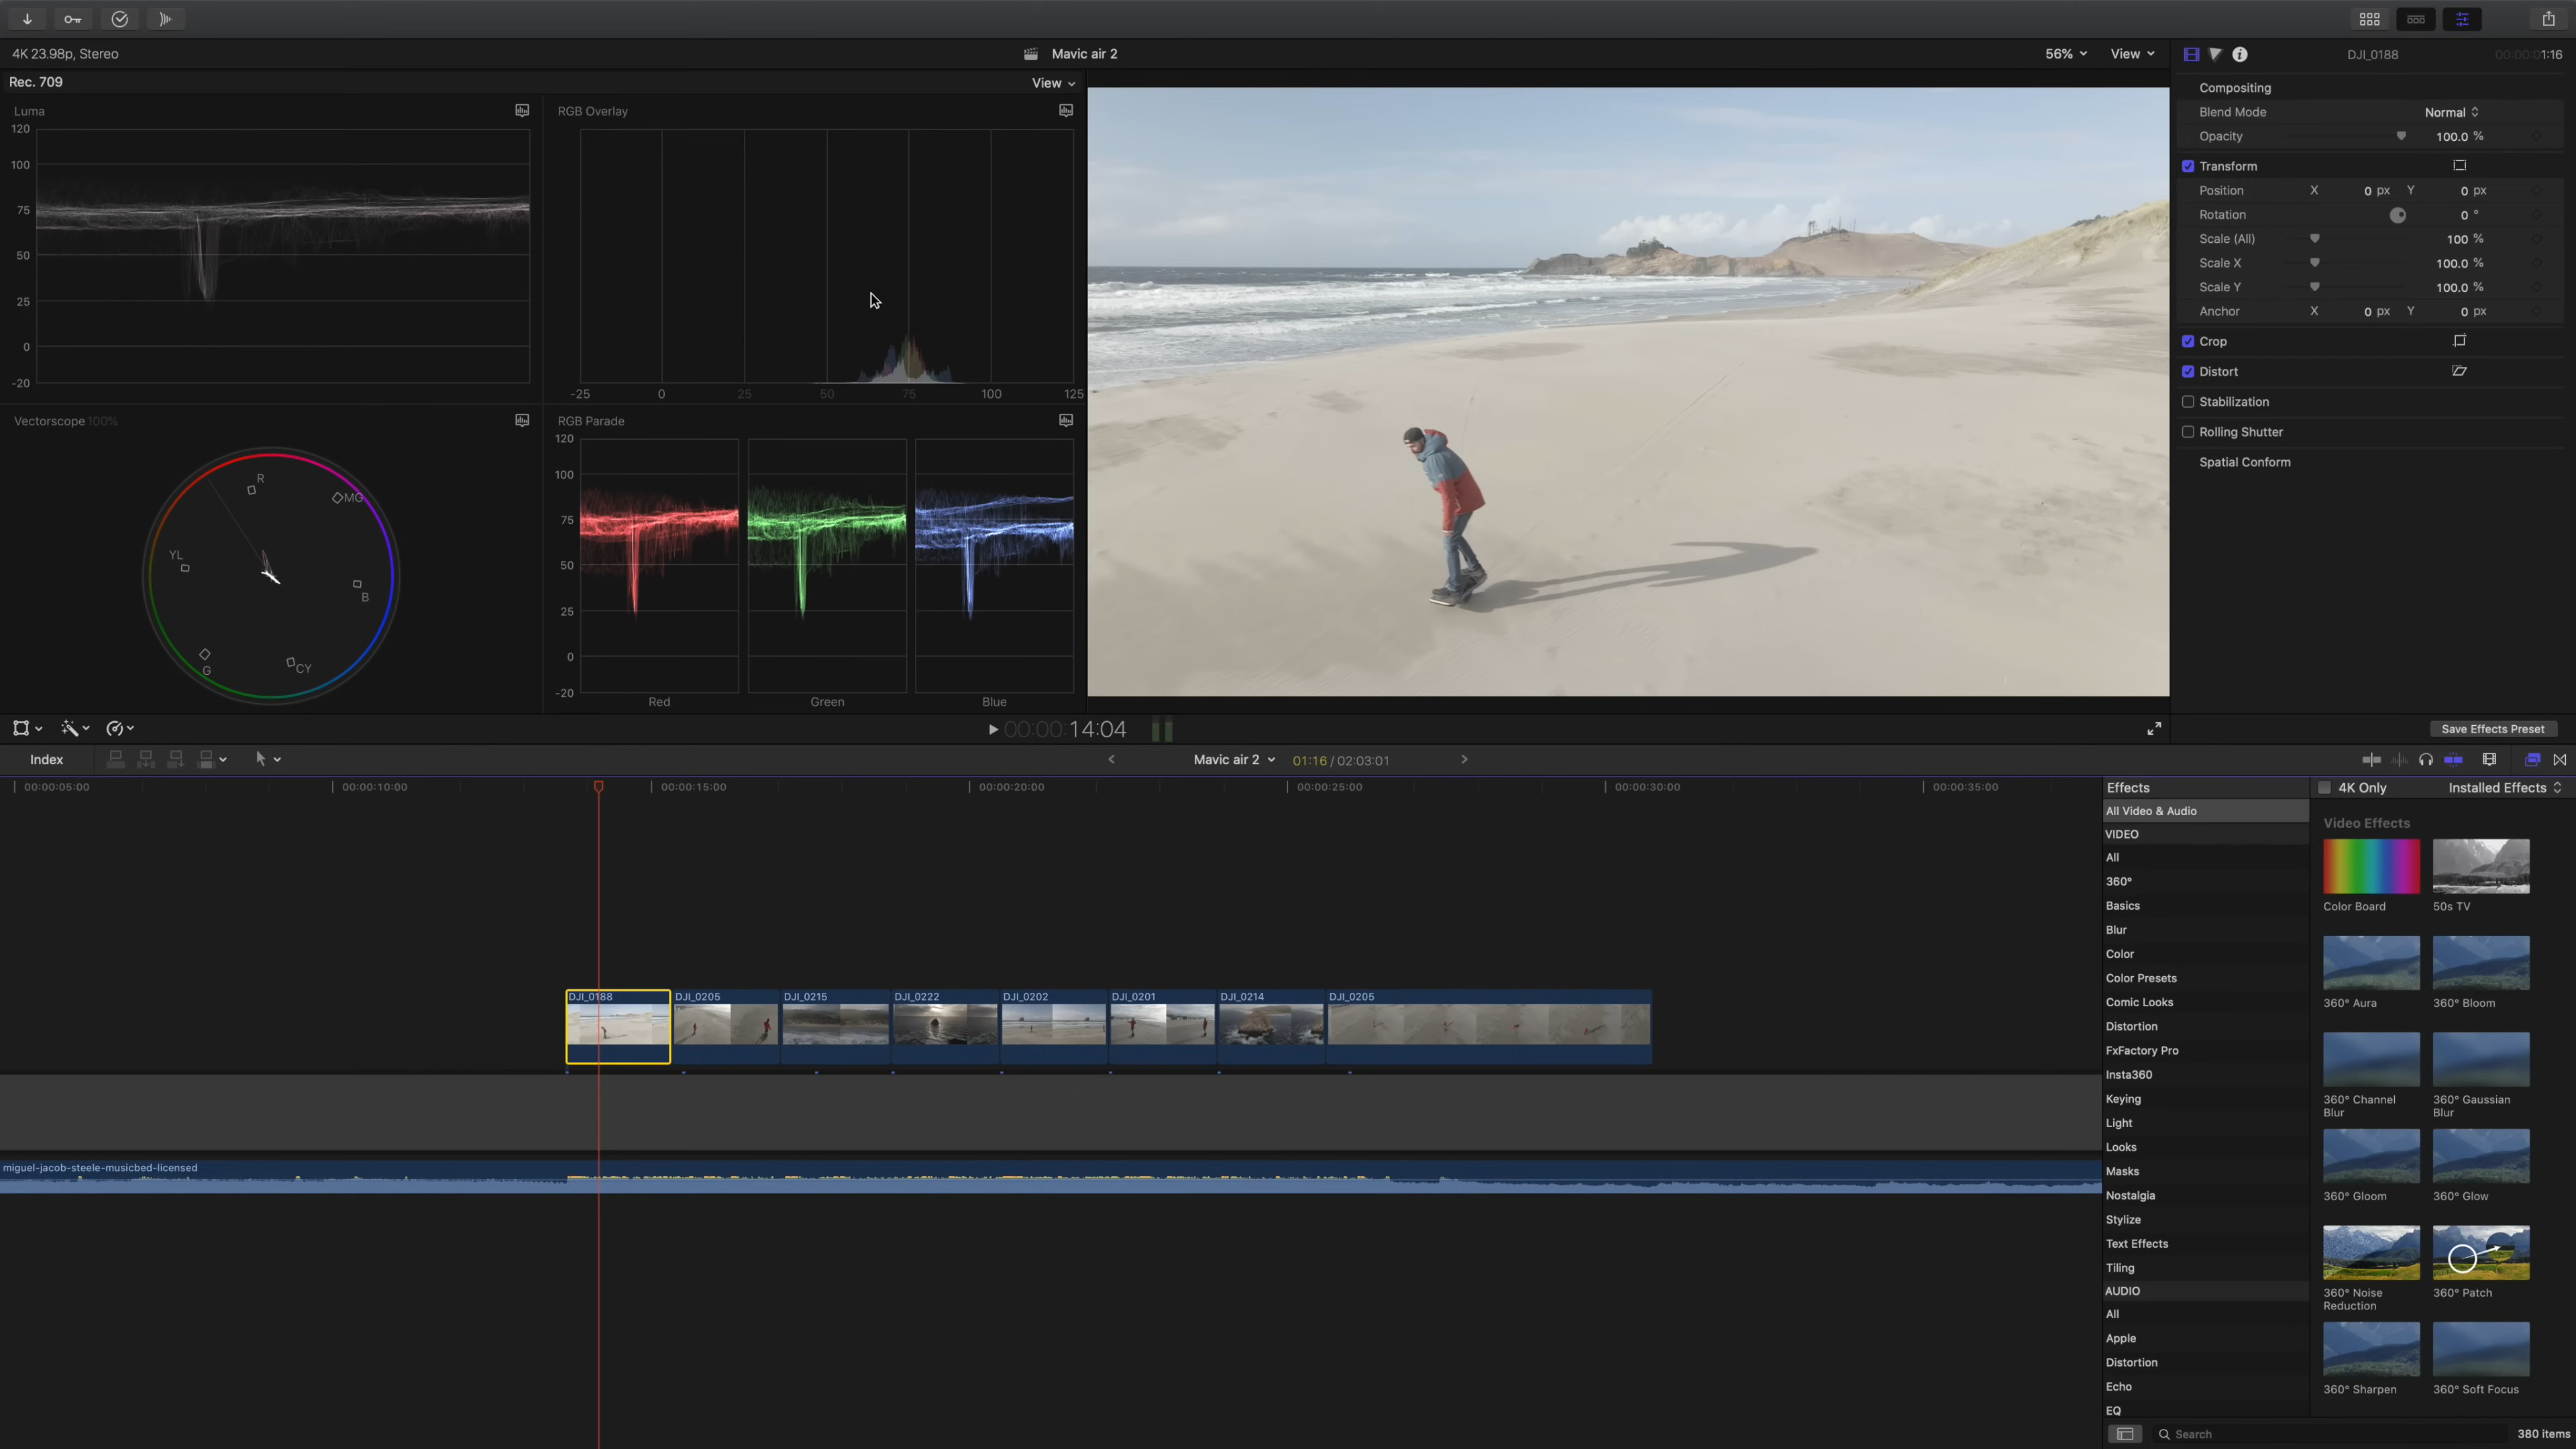 4K 23.98p, Stereo
Mavic air 2
56%
View
DJI_0188
00:00:01:16
Rec. 709
View
Luma
120
100
75
50
25
0
-20
RGB Overlay
-25 0 25 50 75 100 125
Vectorscope 100%
R
MG
YL
B
G
CY
RGB Parade
120
100
75
50
25
0
-20
Red Green Blue
Compositing
Blend Mode Normal
Opacity 100.0 %
Transform
Position X 0 px Y 0 px
Rotation 0 °
Scale (All) 100 %
Scale X 100.0 %
Scale Y 100.0 %
Anchor X 0 px Y 0 px
Crop
Distort
Stabilization
Rolling Shutter
Spatial Conform
00:00:14:04
Save Effects Preset
Index
Mavic air 2
01:16 / 02:03:01
00:00:05:00 00:00:10:00 00:00:15:00 00:00:20:00 00:00:25:00 00:00:30:00 00:00:35:00
DJI_0188 DJI_0205 DJI_0215 DJI_0222 DJI_0202 DJI_0201 DJI_0214 DJI_0205
miguel-jacob-steele-musicbed-licensed
Effects
4K Only
Installed Effects
All Video & Audio
VIDEO
All
360°
Basics
Blur
Color
Color Presets
Comic Looks
Distortion
FxFactory Pro
Insta360
Keying
Light
Looks
Masks
Nostalgia
Stylize
Text Effects
Tiling
AUDIO
All
Apple
Distortion
Echo
EQ
Video Effects
Color Board
50s TV
360° Aura
360° Bloom
360° Channel
Blur
360° Gaussian
Blur
360° Gloom
360° Glow
360° Noise
Reduction
360° Patch
360° Sharpen
360° Soft Focus
Search
380 items